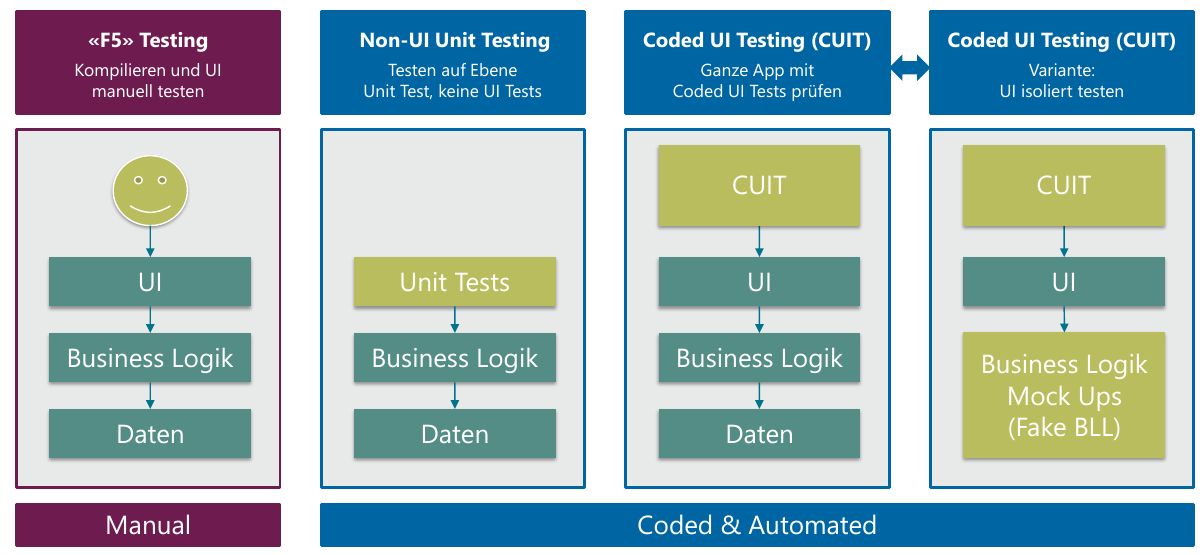 «F5» Testing
Kompilieren und UI
manuell testen
Non-UI Unit Testing
Testen auf Ebene
Unit Test, keine UI Tests
Coded UI Testing (CUIT)
Ganze App mit
Coded UI Tests prüfen
Coded UI Testing (CUIT)
Variante:
UI isoliert testen
UI
Business Logik
Daten
Unit Tests
Business Logik
Daten
CUIT
UI
Business Logik
Daten
CUIT
UI
Business Logik
Mock Ups
(Fake BLL)
Manual
Coded & Automated